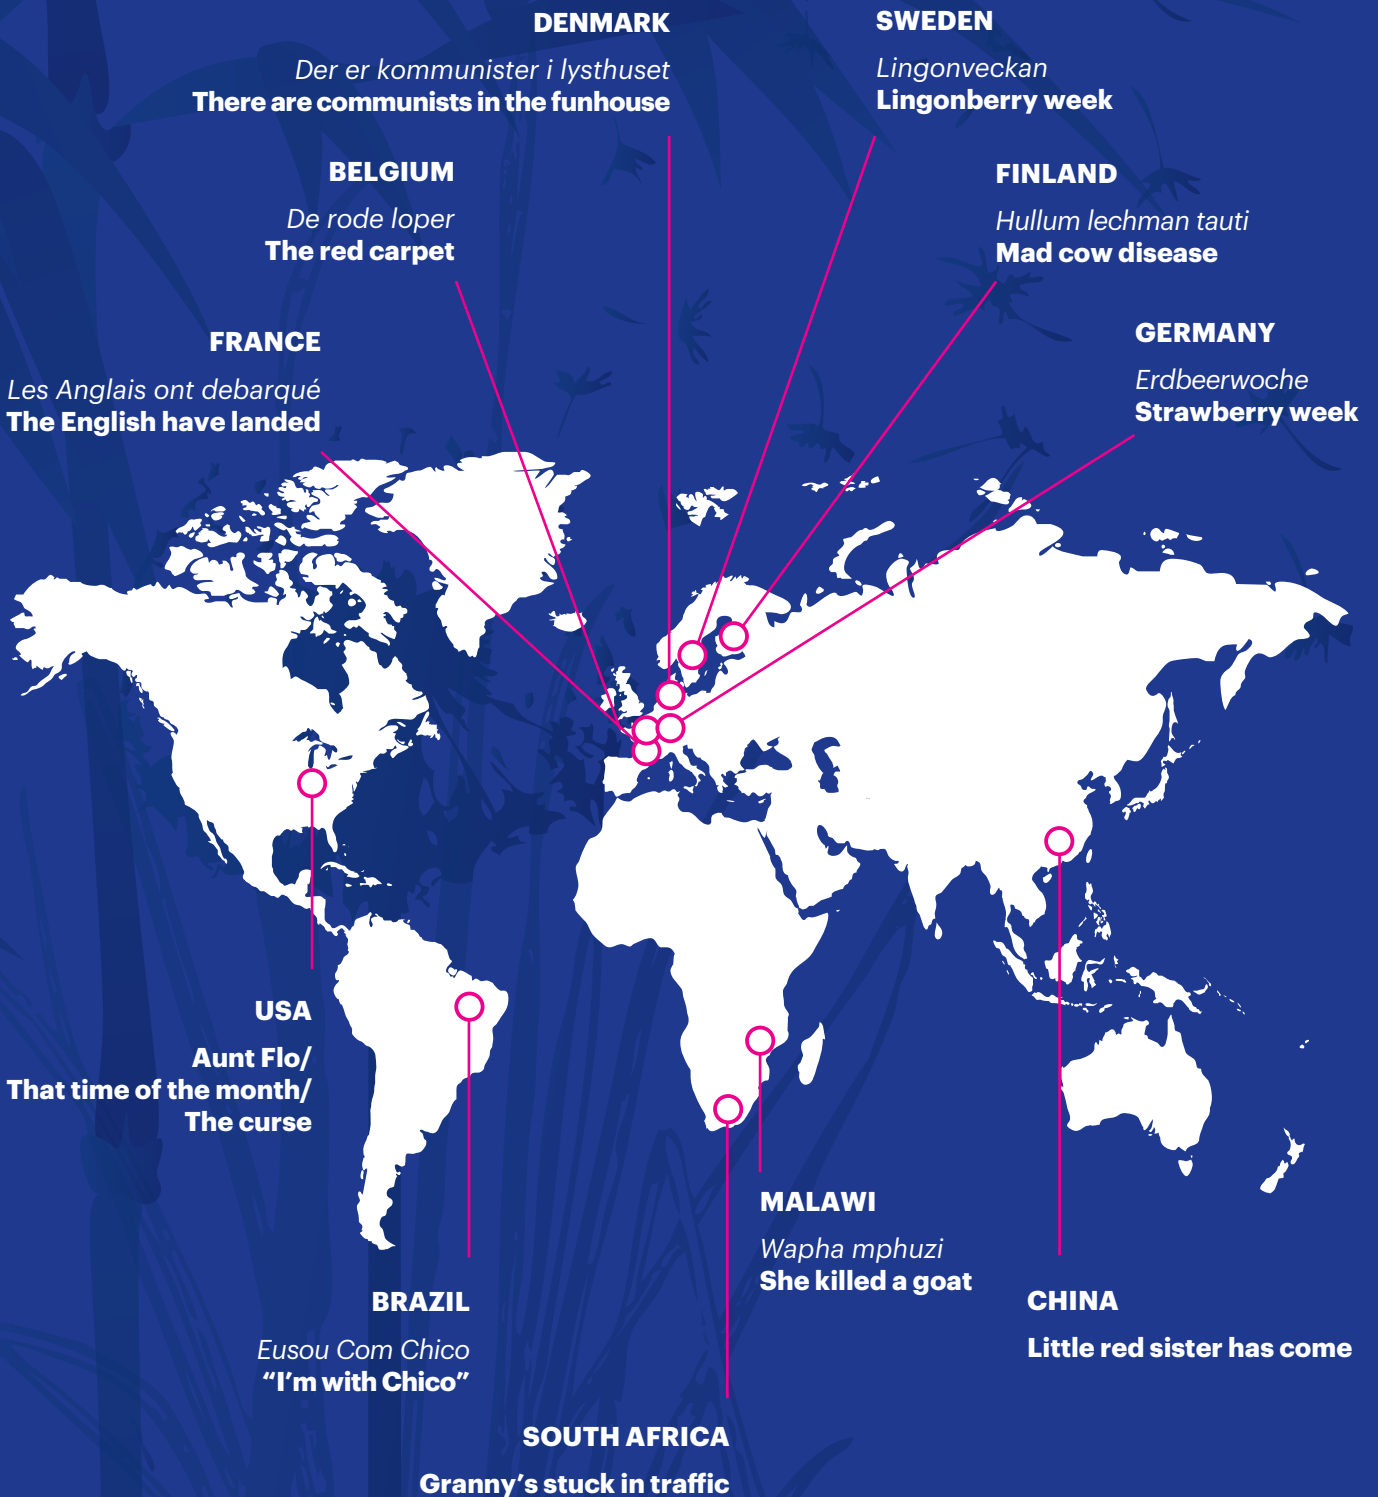 DENMARK
Der er kommunister i lysthuset
There are communists in the funhouse
SWEDEN
Lingonveckan
Lingonberry week
BELGIUM
De rode loper
The red carpet
FINLAND
Hullum lechman tauti
Mad cow disease
FRANCE
Les Anglais ont debarqué
The English have landed
GERMANY
Erdbeerwoche
Strawberry week
USA
Aunt Flo/
That time of the month/
The curse
MALAWI
Wapha mphuzi
She killed a goat
BRAZIL
Eusou Com Chico
“I’m with Chico”
CHINA
Little red sister has come
SOUTH AFRICA
Granny’s stuck in traffic